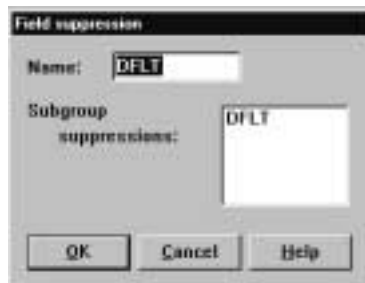 Field suppression
Name: DFLT
Subgroup
suppressions:
DFLT
OK Cancel Help